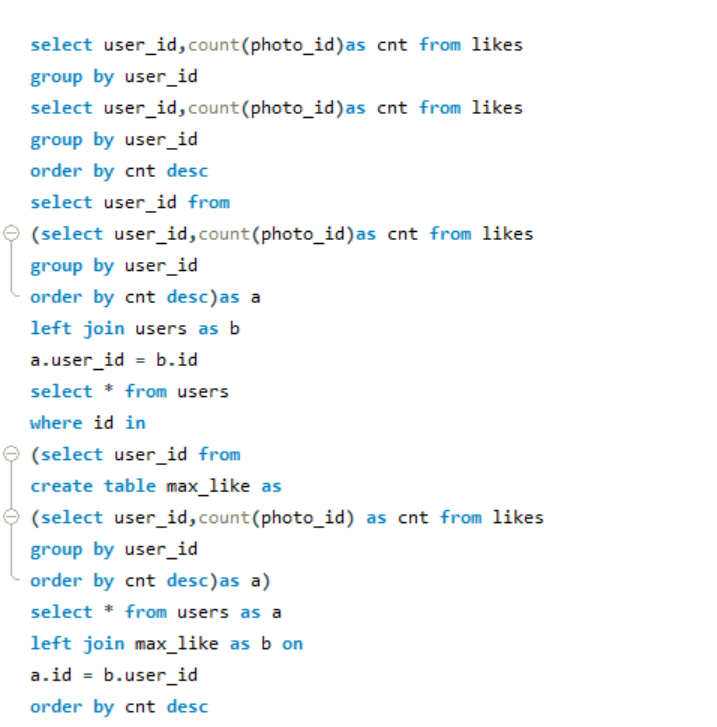 select user_id,count(photo_id)as cnt from likes
group by user_id
select user_id,count(photo_id)as cnt from likes
group by user_id
order by cnt desc
select user_id from
(select user_id,count(photo_id)as cnt from likes
group by user_id
order by cnt desc)as a
left join users as b
a.user_id = b.id
select * from users
where id in
(select user_id from
create table max_like as
(select user_id,count(photo_id) as cnt from likes
group by user_id
order by cnt desc)as a)
select * from users as a
left join max_like as b on
a.id = b.user_id
order by cnt desc